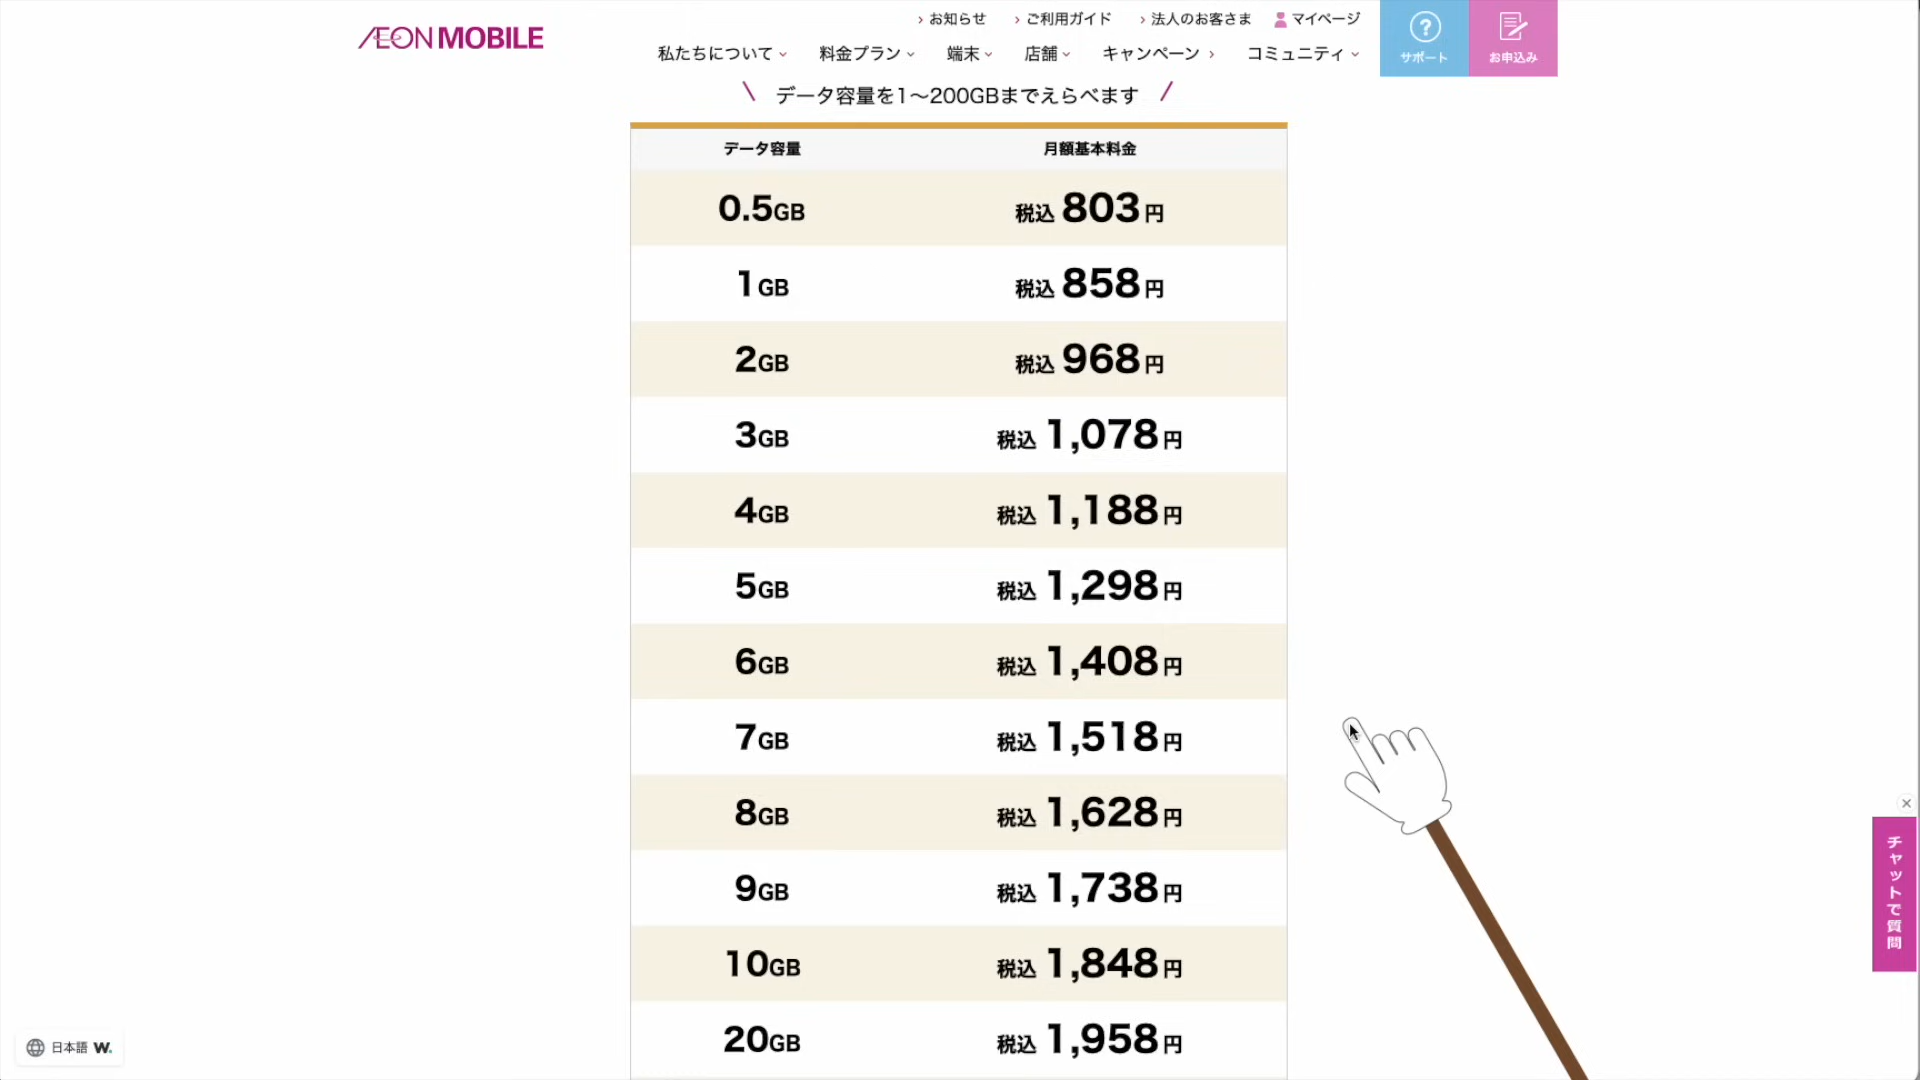 › お知らせ › ご利用ガイド › 法人のお客さま マイページ
ÆON MOBILE
私たちについて 料金プラン 端末 店舗 キャンペーン › コミュニティ
? サポート
お申込み
\ データ容量を1〜200GBまでえらべます /
データ容量 月額基本料金
0.5GB 税込 803円
1GB 税込 858円
2GB 税込 968円
3GB 税込 1,078円
4GB 税込 1,188円
5GB 税込 1,298円
6GB 税込 1,408円
7GB 税込 1,518円
8GB 税込 1,628円
9GB 税込 1,738円
10GB 税込 1,848円
20GB 税込 1,958円
チャットで質問
日本語 W.